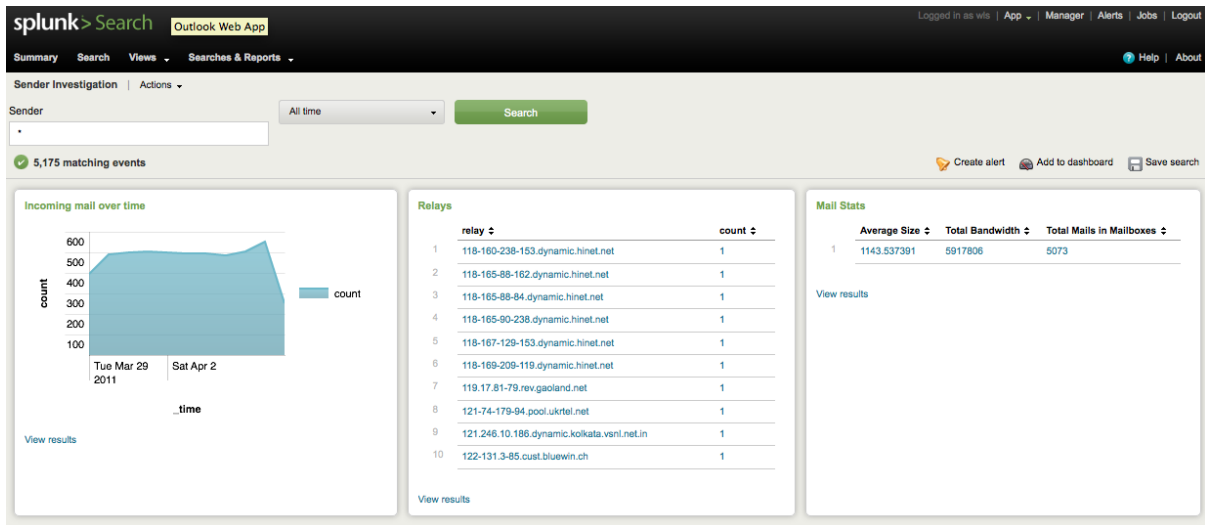 splunk> Search
Outlook Web App
Logged in as wls | App | Manager | Alerts | Jobs | Logout
Summary Search Views Searches & Reports
? Help | About
Sender Investigation | Actions
Sender
All time
Search
*
5,175 matching events
Create alert Add to dashboard Save search
Incoming mail over time
600
500
400
300
200
100
count
count
Tue Mar 29
2011
Sat Apr 2
_time
View results
Relays
relay count
1 118-160-238-153.dynamic.hinet.net 1
2 118-165-88-162.dynamic.hinet.net 1
3 118-165-88-84.dynamic.hinet.net 1
4 118-165-90-238.dynamic.hinet.net 1
5 118-167-129-153.dynamic.hinet.net 1
6 118-169-209-119.dynamic.hinet.net 1
7 119.17.81-79.rev.gaoland.net 1
8 121-74-179-94.pool.ukrtel.net 1
9 121.246.10.186.dynamic.kolkata.vsnl.net.in 1
10 122-131.3-85.cust.bluewin.ch 1
View results
Mail Stats
Average Size Total Bandwidth Total Mails in Mailboxes
1 1143.537391 5917806 5073
View results